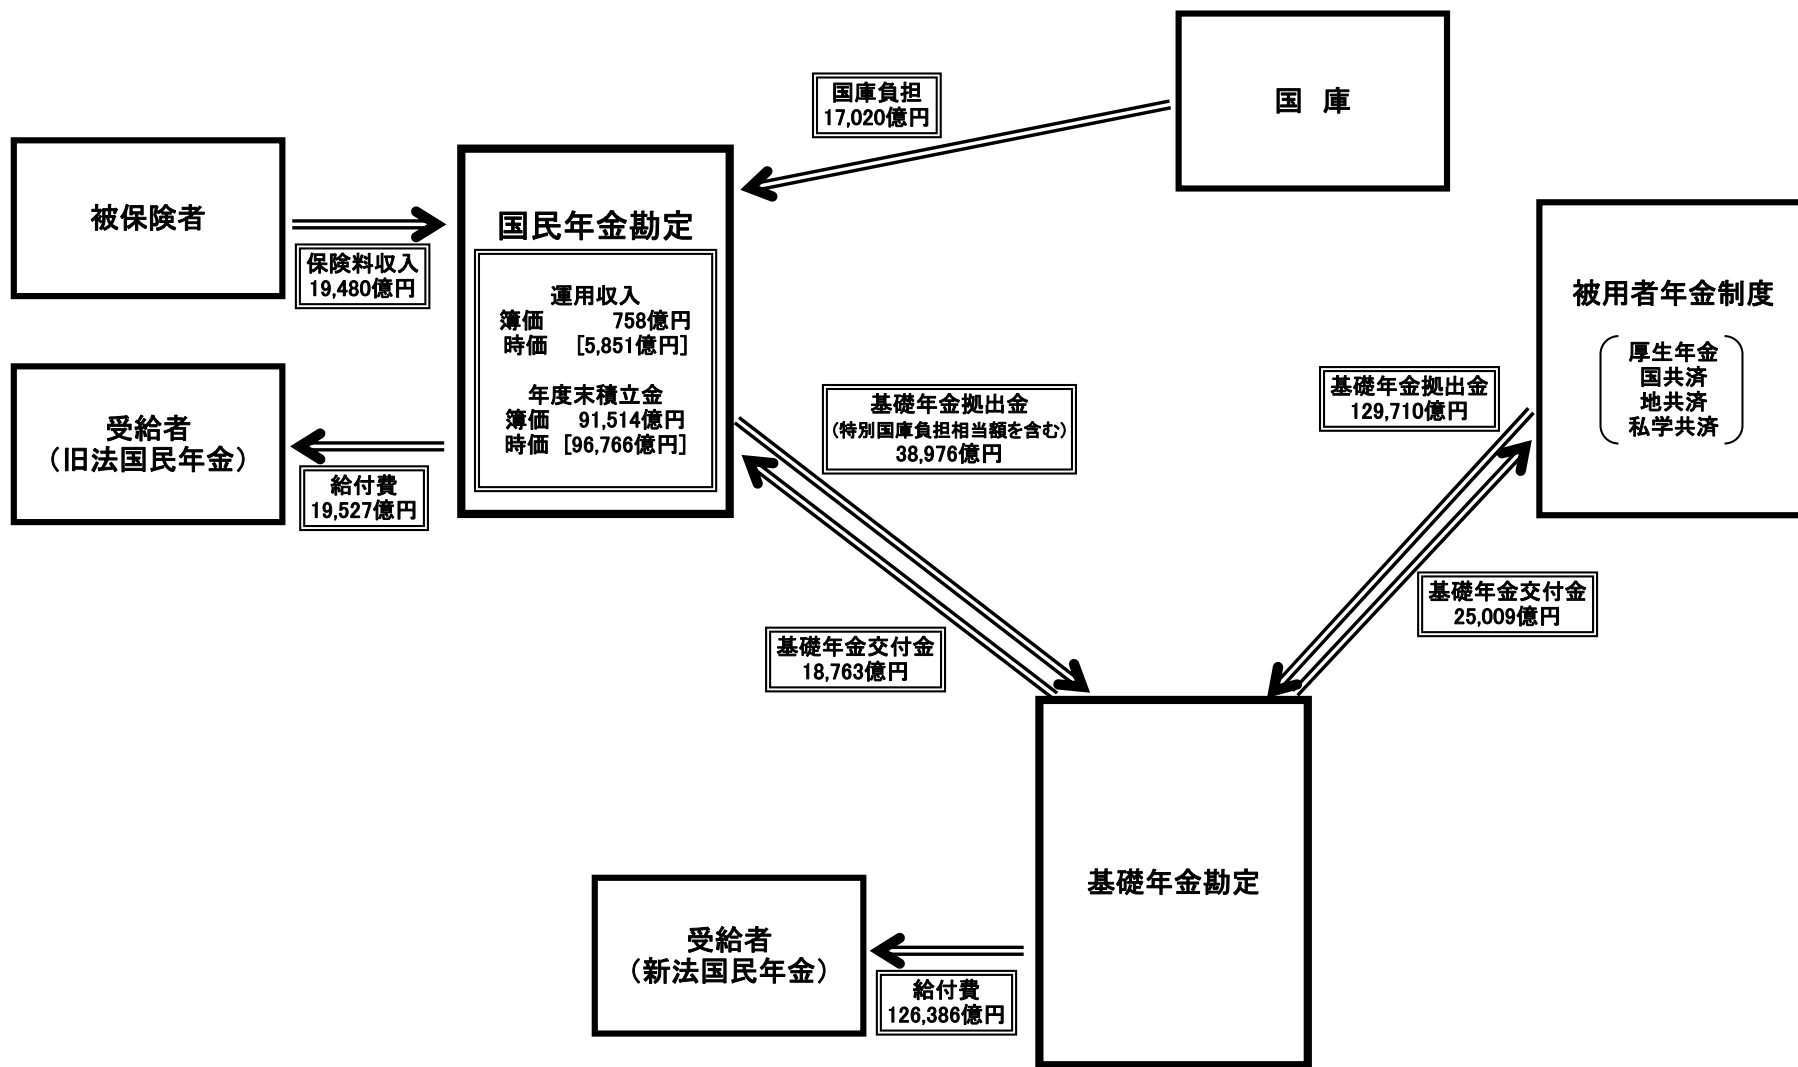 国 庫
国庫負担
17,020億円
被保険者
保険料収入
19,480億円
国民年金勘定
運用収入
簿価 758億円
時価 [5,851億円]
年度末積立金
簿価 91,514億円
時価 [96,766億円]
被用者年金制度
厚生年金
国共済
地共済
私学共済
受給者
（旧法国民年金）
給付費
19,527億円
基礎年金拠出金
(特別国庫負担相当額を含む)
38,976億円
基礎年金拠出金
129,710億円
基礎年金交付金
25,009億円
基礎年金交付金
18,763億円
基礎年金勘定
受給者
（新法国民年金）
給付費
126,386億円